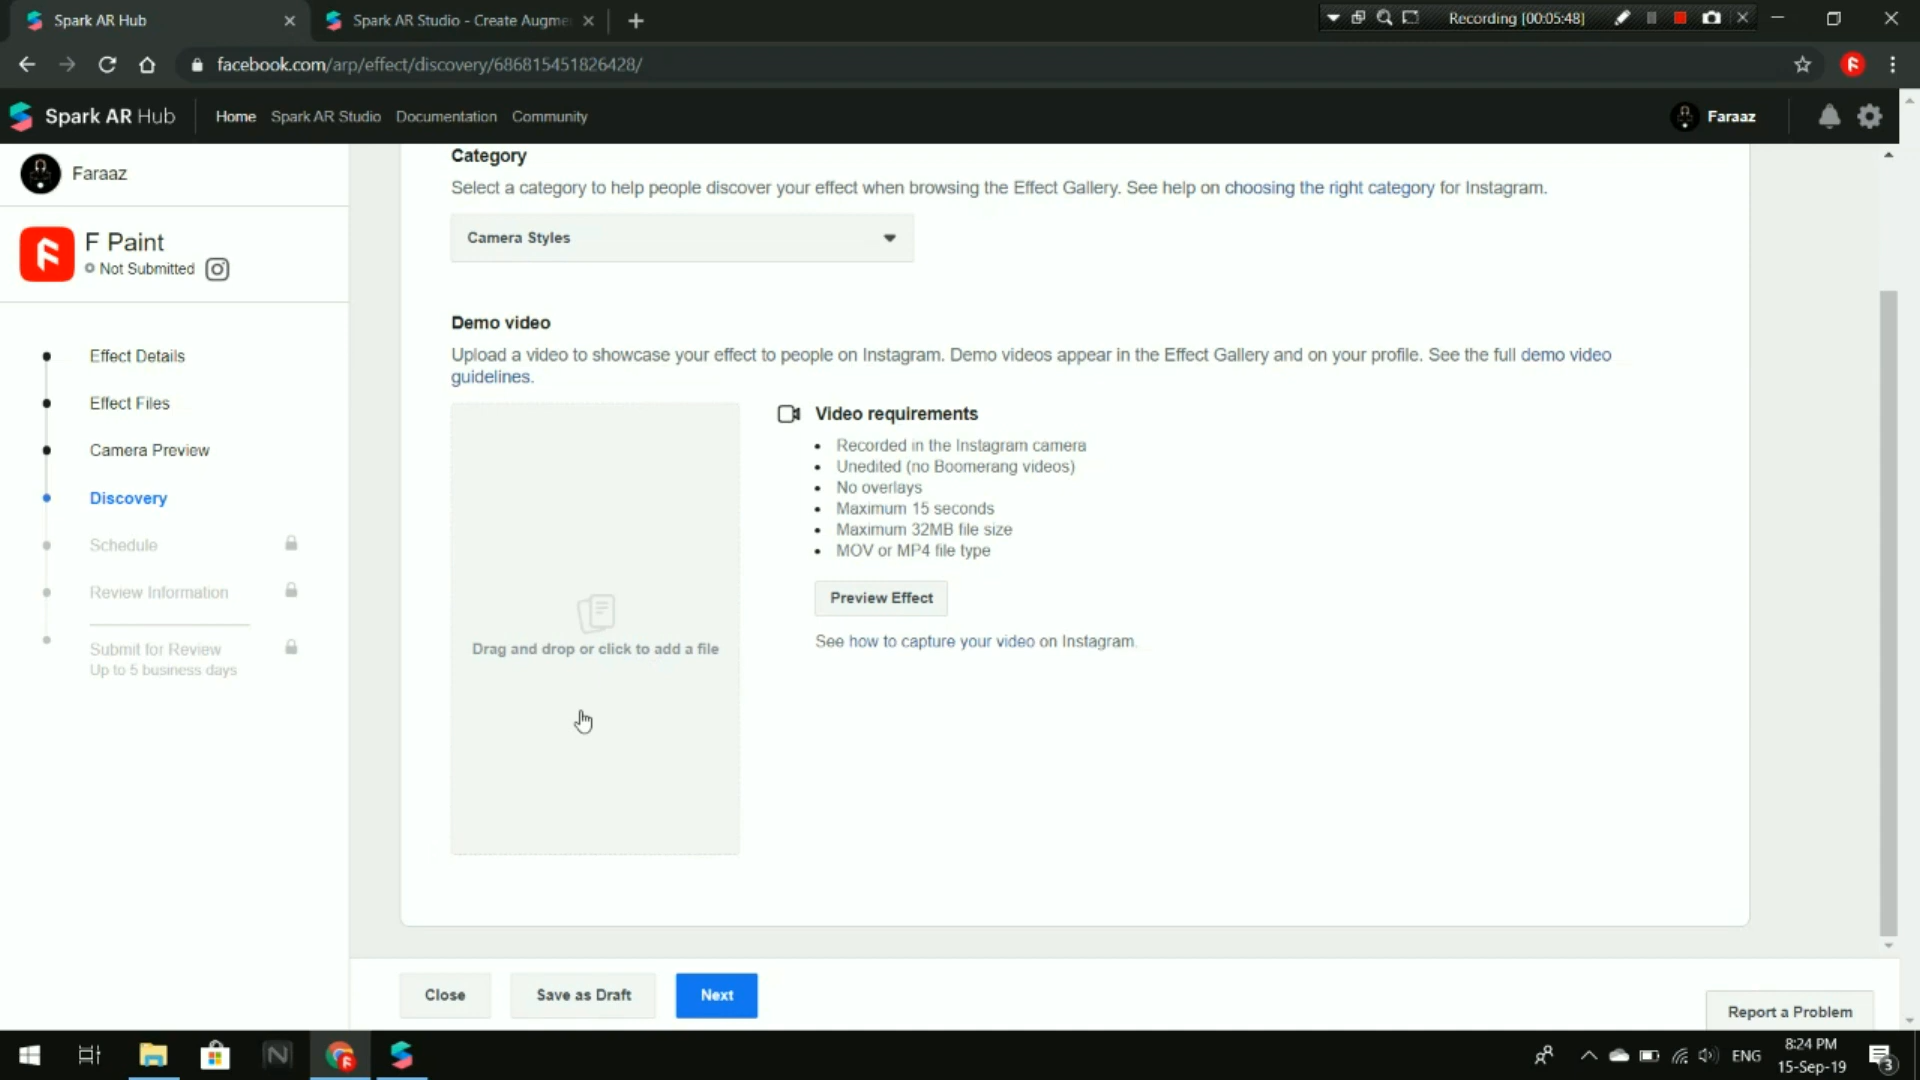 Spark AR Hub
Spark AR Studio - Create Augme
Recording [00:05:48]
facebook.com/arp/effect/discovery/686815451826428/
Spark AR Hub
Home
Spark AR Studio
Documentation
Community
Faraaz
Faraaz
F Paint
Not Submitted
Effect Details
Effect Files
Camera Preview
Discovery
Schedule
Review Information
Submit for Review
Up to 5 business days
Category
Select a category to help people discover your effect when browsing the Effect Gallery. See help on choosing the right category for Instagram.
Camera Styles
Demo video
Upload a video to showcase your effect to people on Instagram. Demo videos appear in the Effect Gallery and on your profile. See the full demo video
guidelines.
Drag and drop or click to add a file
Video requirements
Recorded in the Instagram camera
Unedited (no Boomerang videos)
No overlays
Maximum 15 seconds
Maximum 32MB file size
MOV or MP4 file type
Preview Effect
See how to capture your video on Instagram.
Close
Save as Draft
Next
Report a Problem
ENG
8:24 PM
15-Sep-19
3